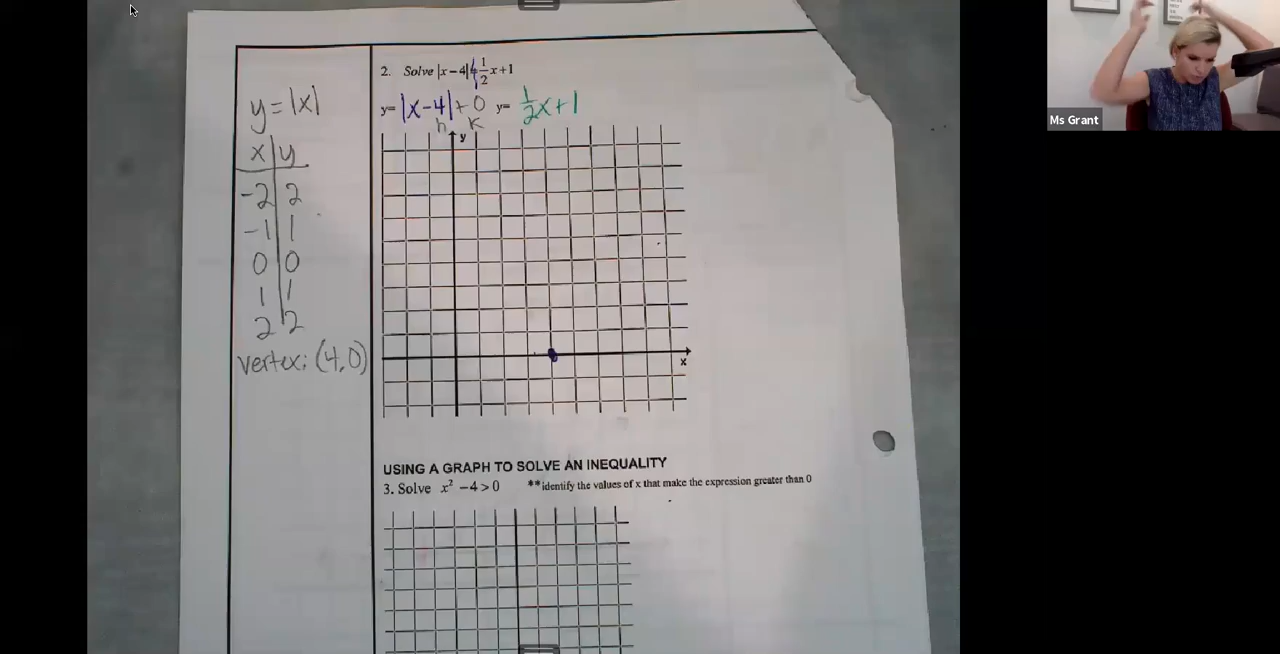 2. Solve |x-4| = 1/2 x+1
y= |x-4|+0 y= 1/2 x+1
h k
y
x
y=|x|
x | y
-2 | 2
-1 | 1
0 | 0
1 | 1
2 | 2
vertex: (4,0)
USING A GRAPH TO SOLVE AN INEQUALITY
3. Solve x² -4>0 **identify the values of x that make the expression greater than 0
Ms Grant